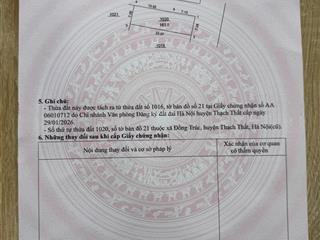 1021
1020
1018
5. Ghi chú:
- Thửa đất này được tách ra từ thửa đất số 1016, tờ bản đồ số 21 tại Giấy chứng nhận số AA
06010712 do Chi nhánh Văn phòng Đăng ký đất đai Hà Nội huyện Thạch Thất cấp ngày
29/01/2026.
- Số thứ tự thửa đất 1020, số tờ bản đồ 21 thuộc xã Đồng Trúc, huyện Thạch Thất, Hà Nội(cũ).
6. Những thay đổi sau khi cấp Giấy chứng nhận:
Nội dung thay đổi và cơ sở pháp lý
Xác nhận của cơ quan
có thẩm quyền